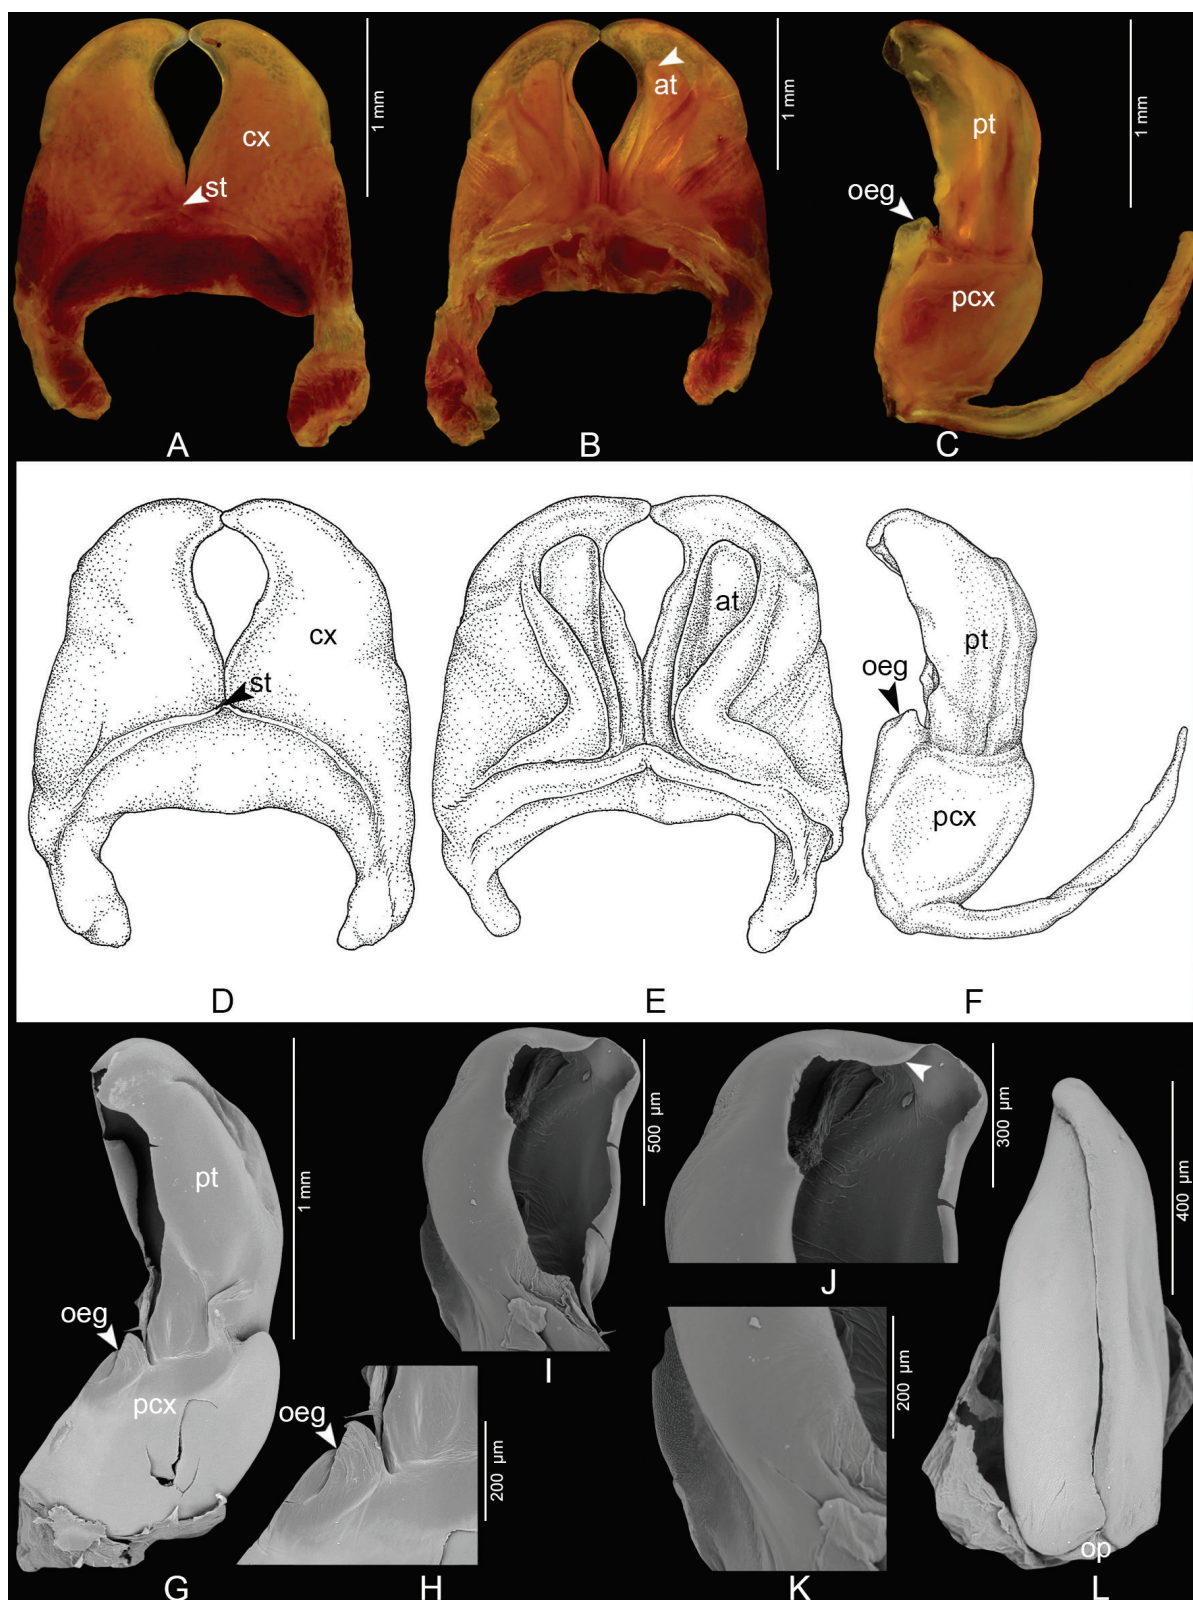 cx
st
1 mm
A
at
1 mm
B
pt
oeg
pcx
1 mm
C
cx
st
D
at
E
pt
oeg
pcx
F
pt
oeg
pcx
1 mm
G
oeg
200 µm
H
500 µm
I
300 µm
J
200 µm
K
400 µm
op
L